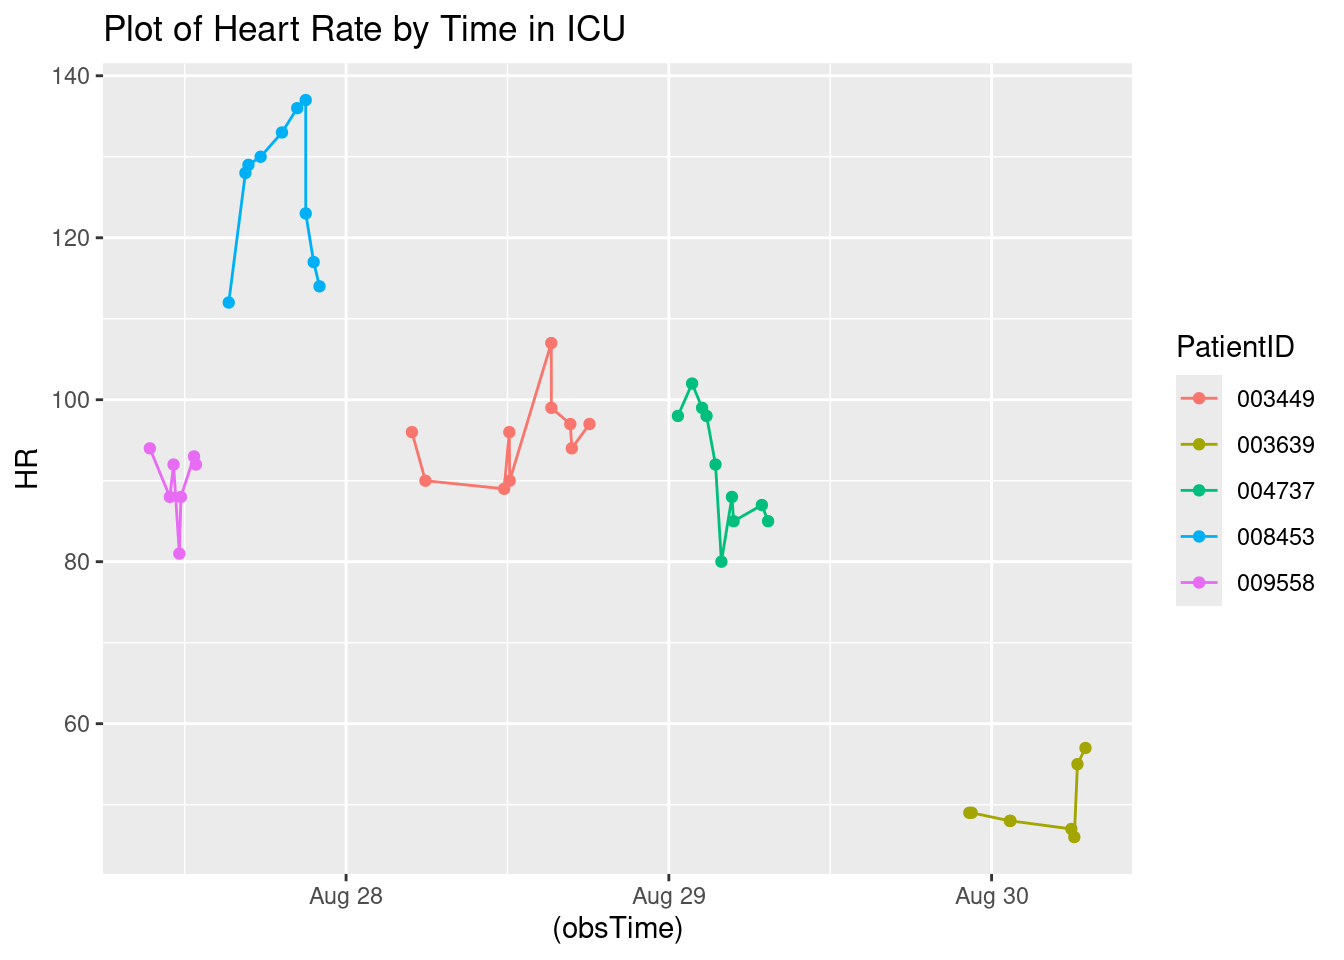 Plot of Heart Rate by Time in ICU
140
120
100
80
60
HR
Aug 28
Aug 29
Aug 30
(obsTime)
PatientID
003449
003639
004737
008453
009558